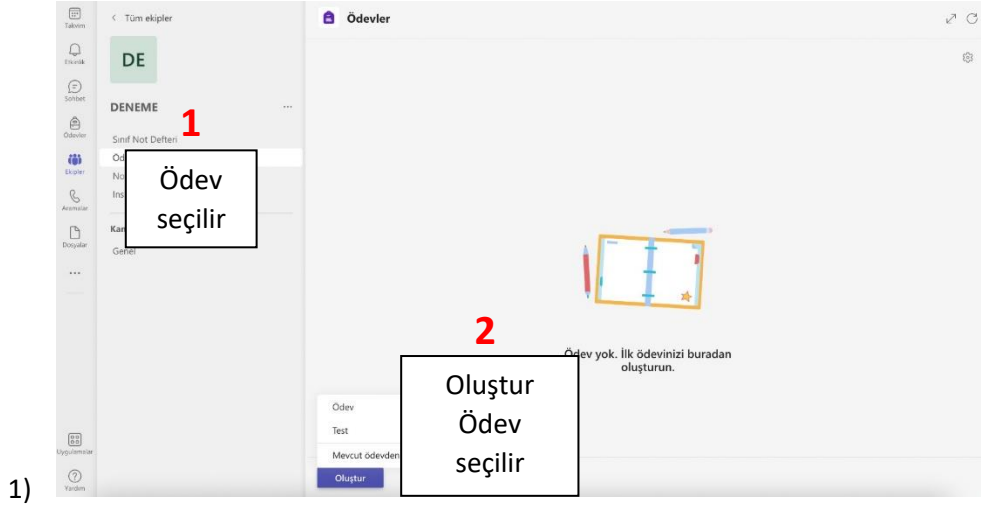 Takvim
Etkinlik
Sohbet
Ödevler
Ekipler
Aramalar
Dosyalar
...
Uygulamalar
Yardım
< Tüm ekipler
DE
DENEME
...
1
Sınıf Not Defteri
Öd
No
Ins
Ödev
seçilir
Kan
Genel
Ödevler
Ödev yok. İlk ödevinizi buradan
oluşturun.
2
Oluştur
Ödev
seçilir
Ödev
Test
Mevcut ödevden
Oluştur
1)